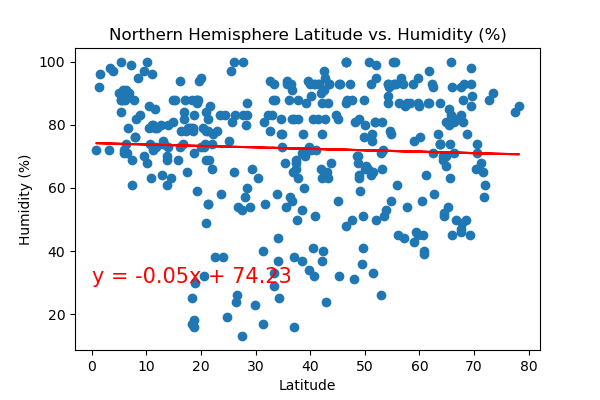 Northern Hemisphere Latitude vs. Humidity (%)
100
80
60
40
20
Humidity (%)
y = -0.05x + 74.23
0 10 20 30 40 50 60 70 80
Latitude